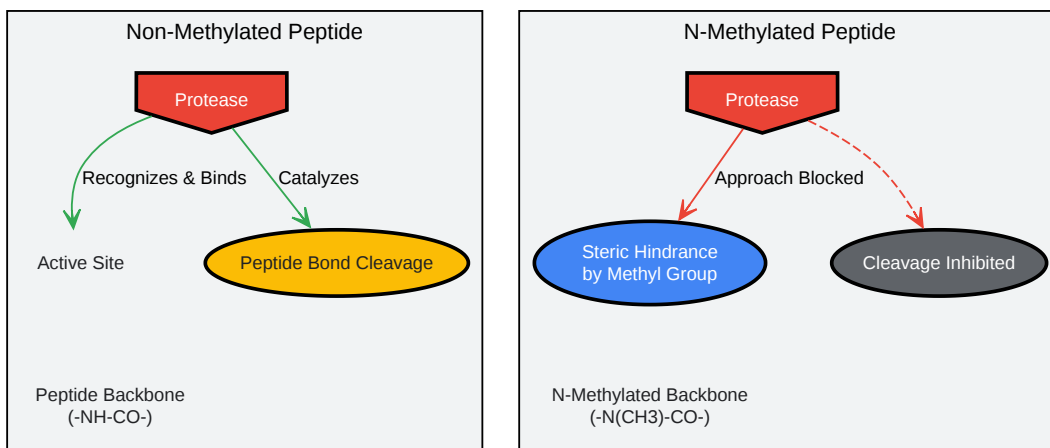 Non-Methylated Peptide
Protease
Recognizes & Binds
Catalyzes
Active Site
Peptide Bond Cleavage
Peptide Backbone
(-NH-CO-)
N-Methylated Peptide
Protease
Approach Blocked
Steric Hindrance
by Methyl Group
Cleavage Inhibited
N-Methylated Backbone
(-N(CH3)-CO-)